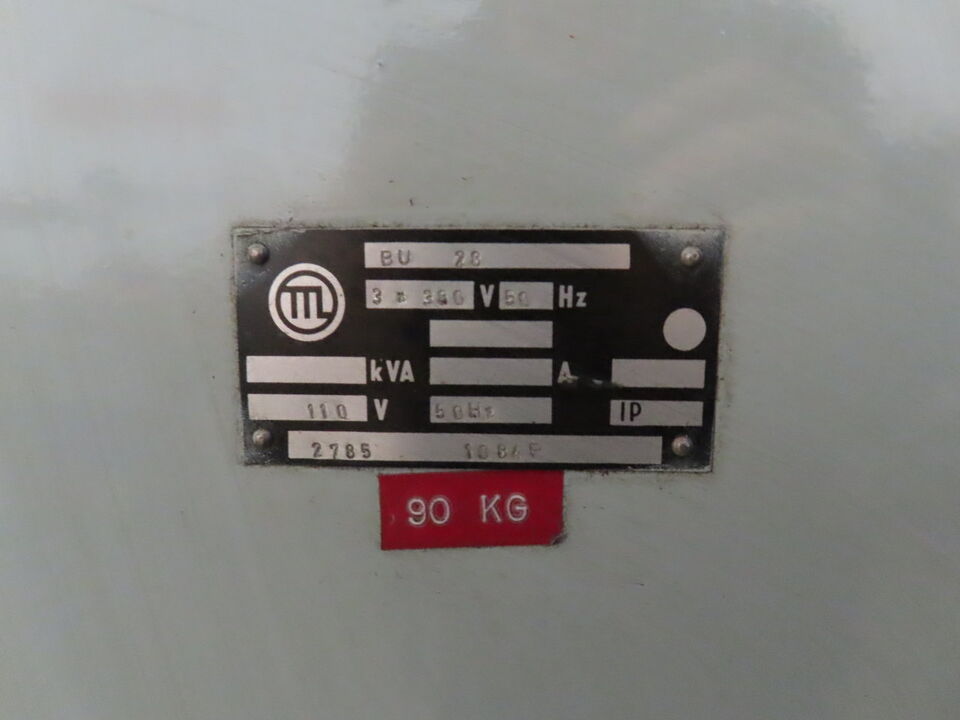 BU 28
3 × 380 V 50 Hz
kVA A
110 V 50Hz IP
2785
90 KG